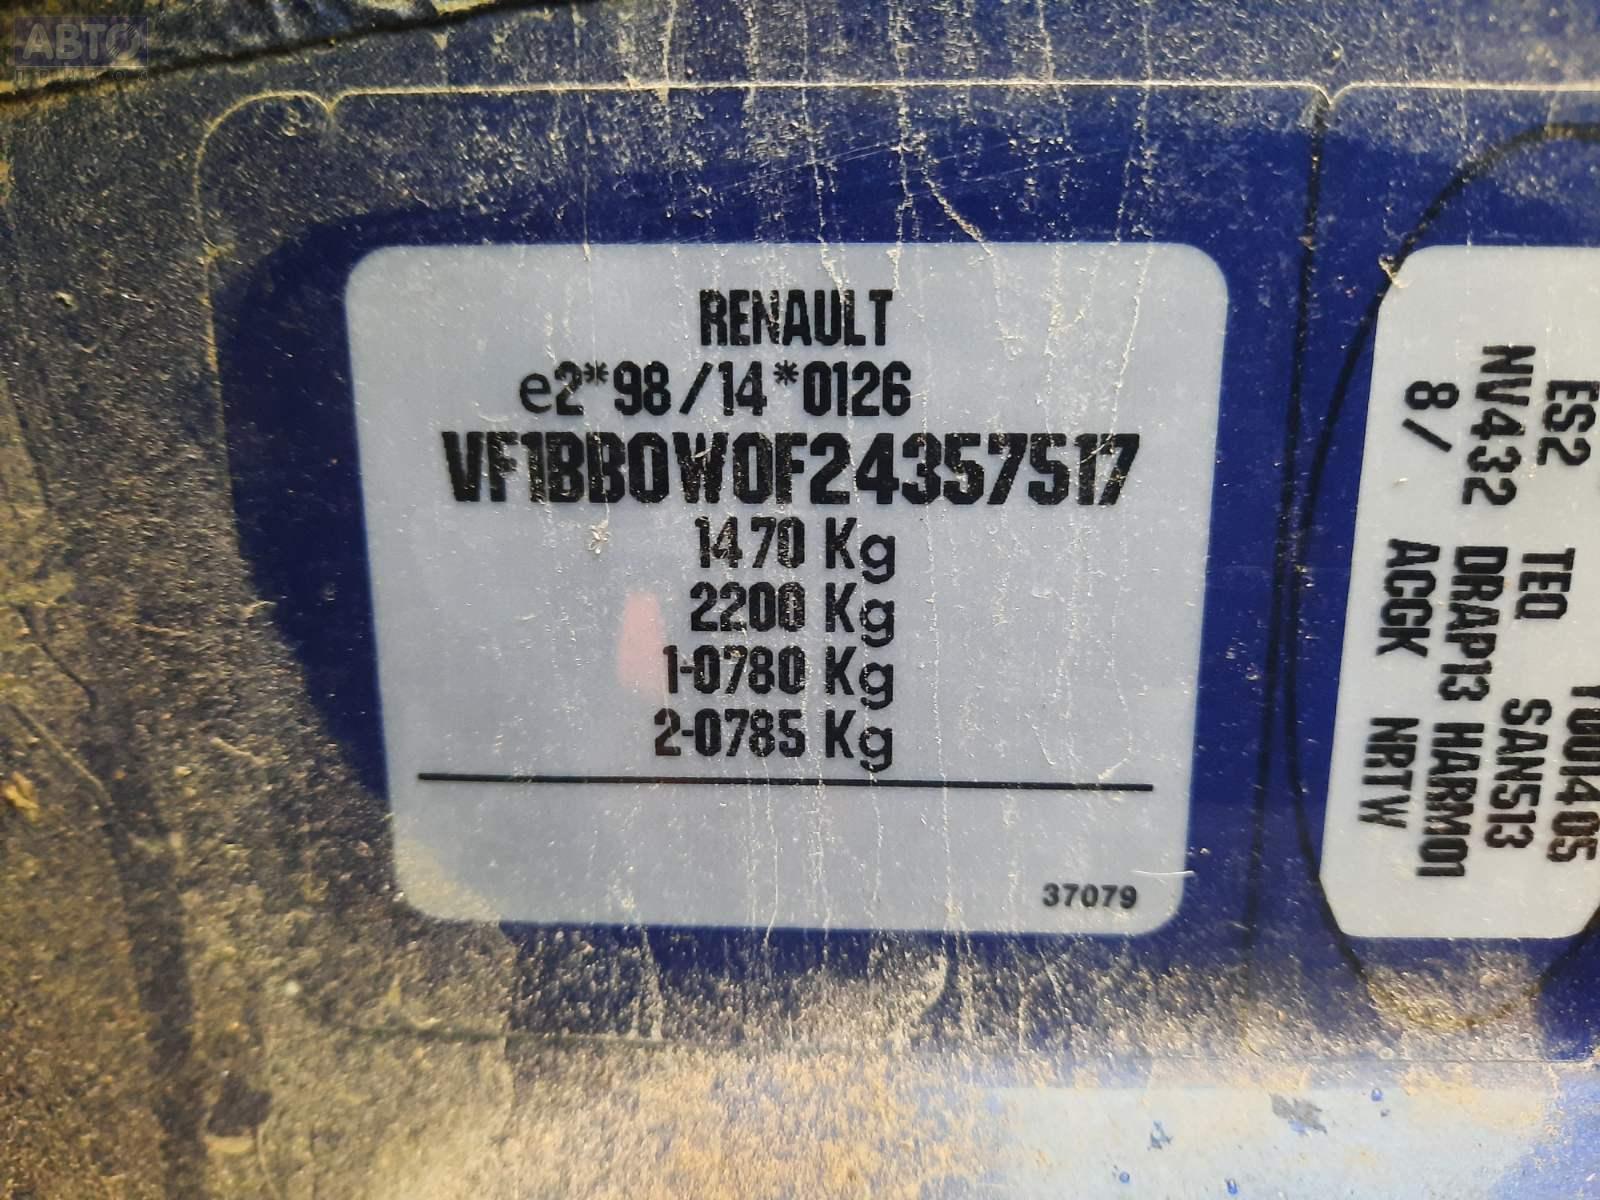 АВТО
ПРИВОЗ
RENAULT
e2*98/14*0126
VF1BB0W0F24357517
1470 Kg
2200 Kg
1-0780 Kg
2-0785 Kg
37079
ES2 TEO
NV432 DRAP13 SAN513
8/ ACGK HARM01
NRTW